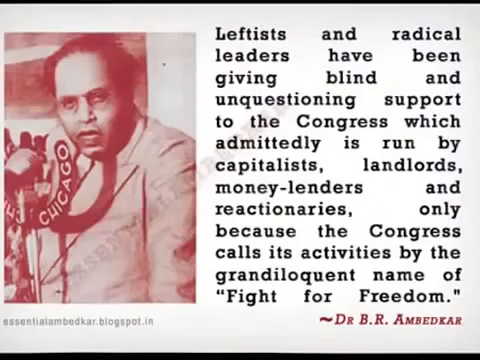 Leftists and radical
leaders have been
giving blind and
unquestioning support
to the Congress which
admittedly is run by
capitalists, landlords,
money-lenders and
reactionaries, only
because the Congress
calls its activities by the
grandiloquent name of
“Fight for Freedom."
~DR B.R. AMBEDKAR
CHICAGO
essentialambedkar.blogspot.in